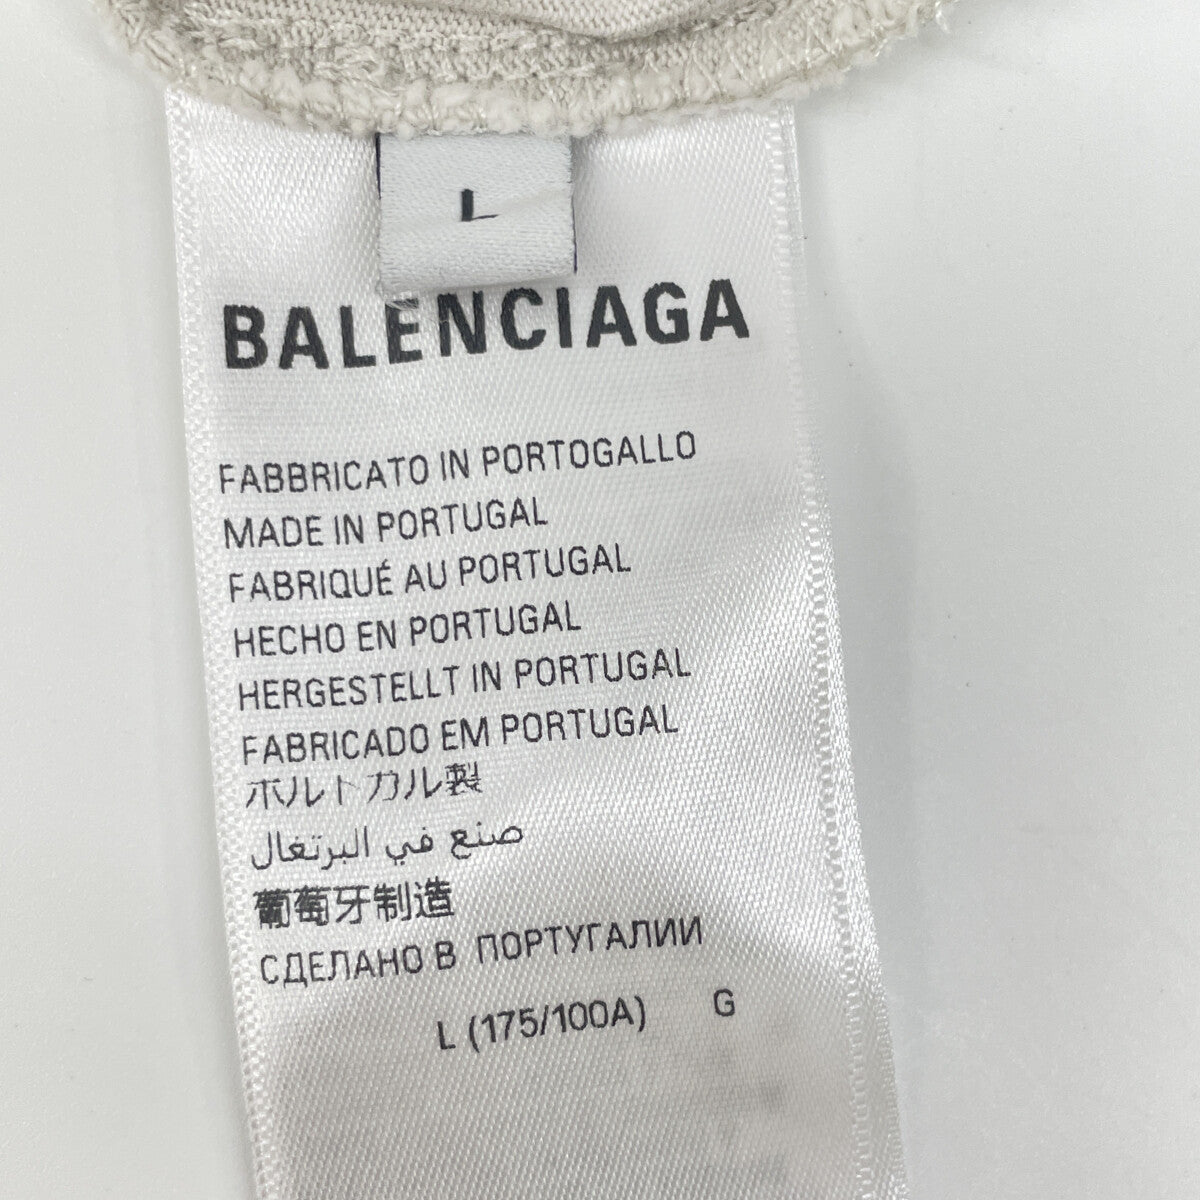 L
BALENCIAGA
FABBRICATO IN PORTOGALLO
MADE IN PORTUGAL
FABRIQUÉ AU PORTUGAL
HECHO EN PORTUGAL
HERGESTELLT IN PORTUGAL
FABRICADO EM PORTUGAL
ポルトガル製
صنع في البرتغال
葡萄牙制造
СДЕЛАНО В ПОРТУГАЛИИ
L (175/100A) G